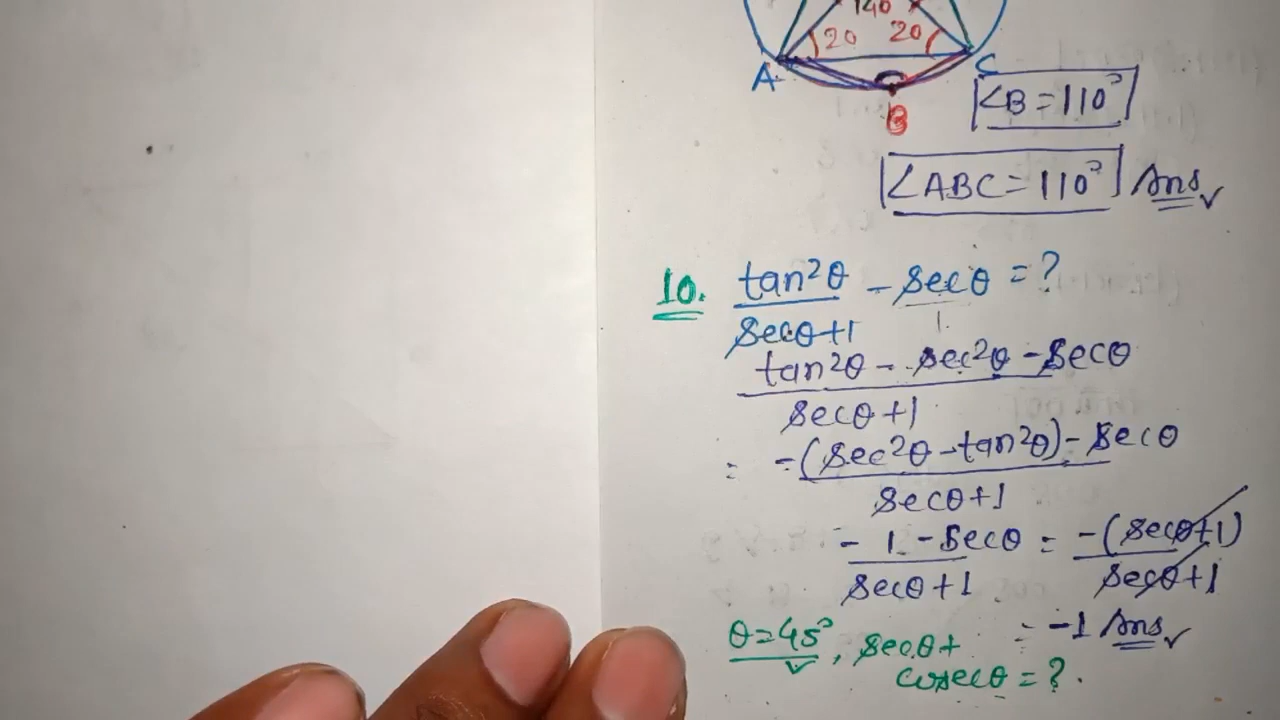 140
20 20
A C
B
∠B = 110°
∠ABC = 110° Ans
10. tan²θ/secθ+1 - secθ/1 = ?
tan²θ - sec²θ - secθ/secθ+1
= -(sec²θ - tan²θ) - secθ/secθ+1
-1 - secθ/secθ+1 = -(secθ+1)/secθ+1
= -1 Ans
θ = 45°, secθ +
cosecθ = ?